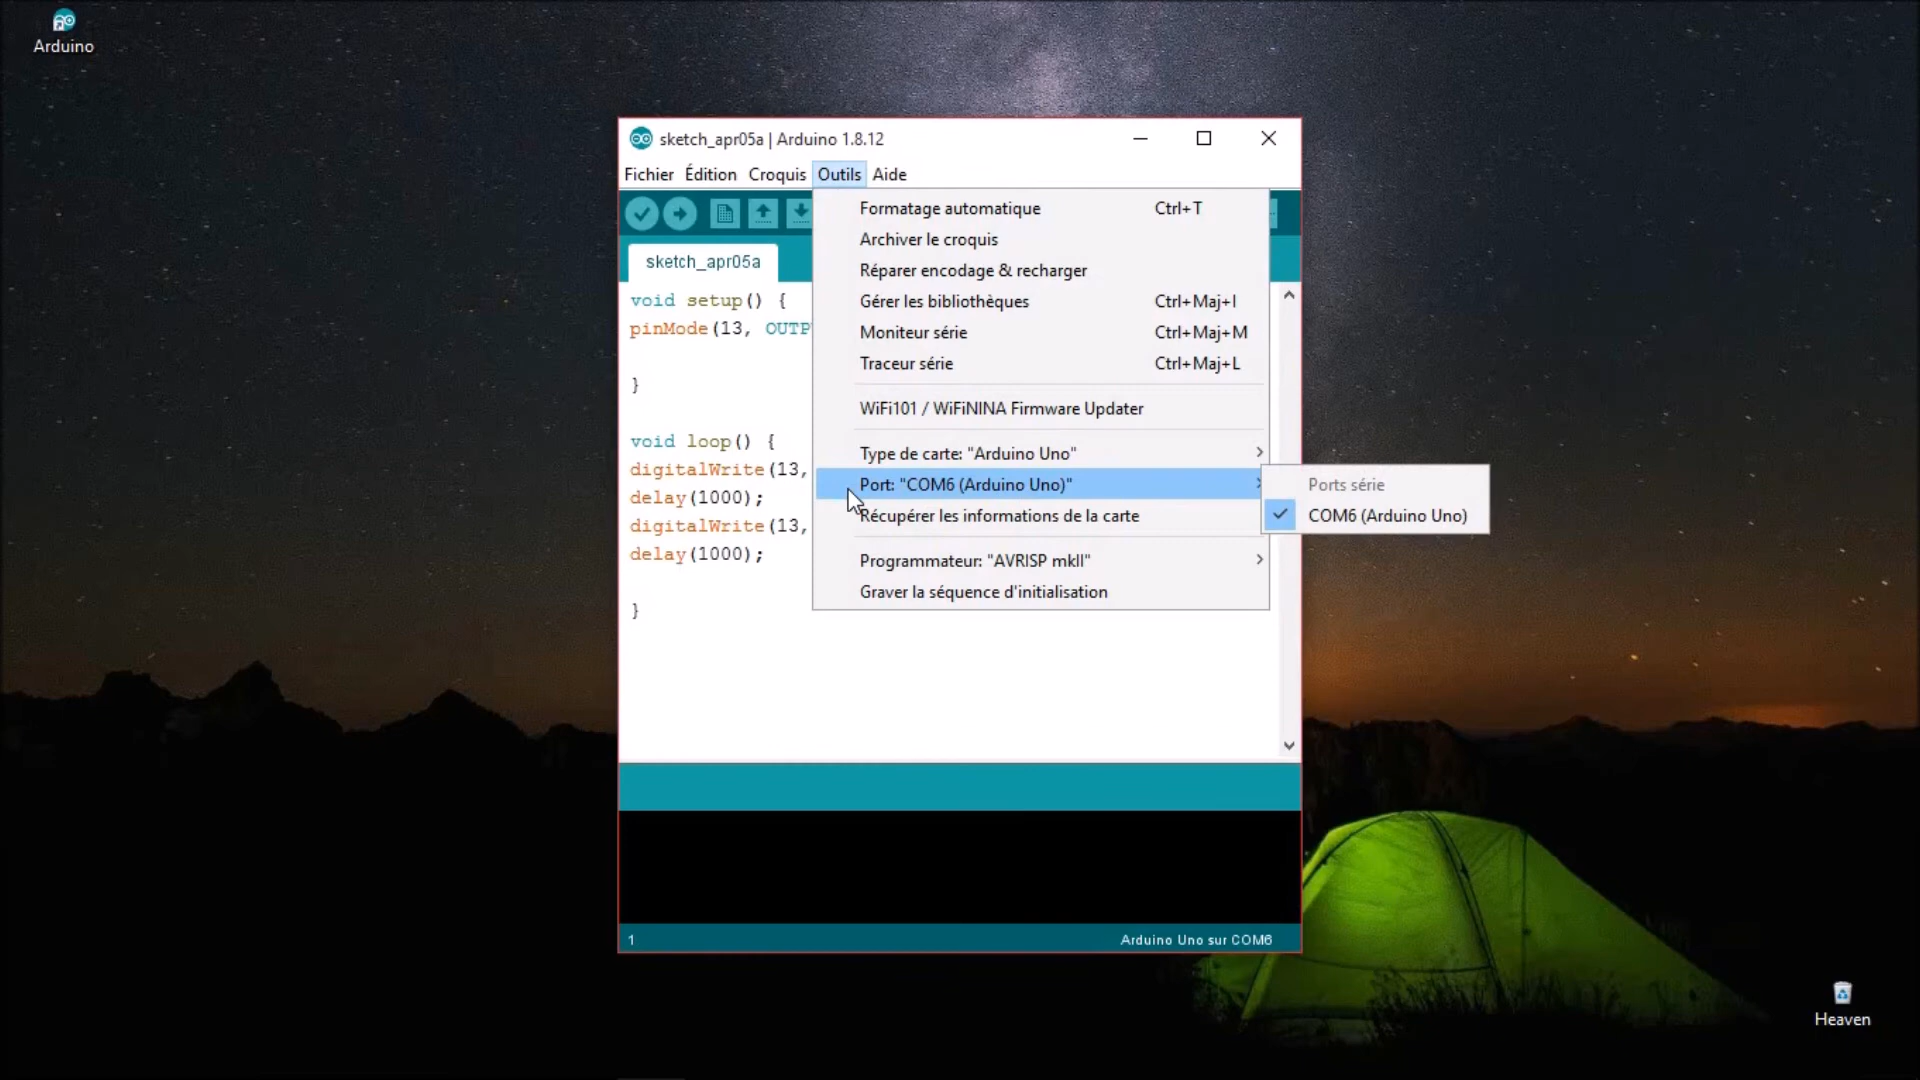 Arduino
sketch_apr05a | Arduino 1.8.12
Fichier Édition Croquis Outils Aide
sketch_apr05a
void setup() {
pinMode(13, OUTP
}
void loop() {
digitalWrite(13,
delay(1000);
digitalWrite(13,
delay(1000);
}
Formatage automatique Ctrl+T
Archiver le croquis
Réparer encodage & recharger
Gérer les bibliothèques Ctrl+Maj+I
Moniteur série Ctrl+Maj+M
Traceur série Ctrl+Maj+L
WiFi101 / WiFiNINA Firmware Updater
Type de carte: "Arduino Uno"
Port: "COM6 (Arduino Uno)"
Récupérer les informations de la carte
Programmateur: "AVRISP mkII"
Graver la séquence d'initialisation
Ports série
COM6 (Arduino Uno)
1 Arduino Uno sur COM6
Heaven